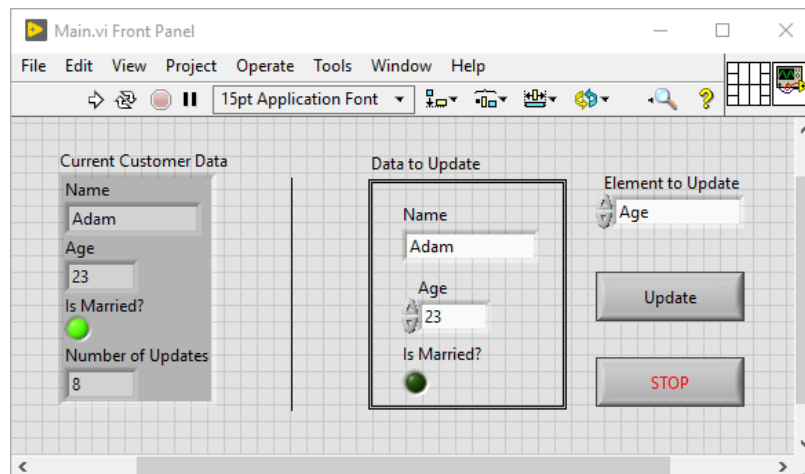 Main.vi Front Panel
File Edit View Project Operate Tools Window Help
15pt Application Font
Current Customer Data
Name
Adam
Age
23
Is Married?
Number of Updates
8
Data to Update
Name
Adam
Age
23
Is Married?
Element to Update
Age
Update
STOP